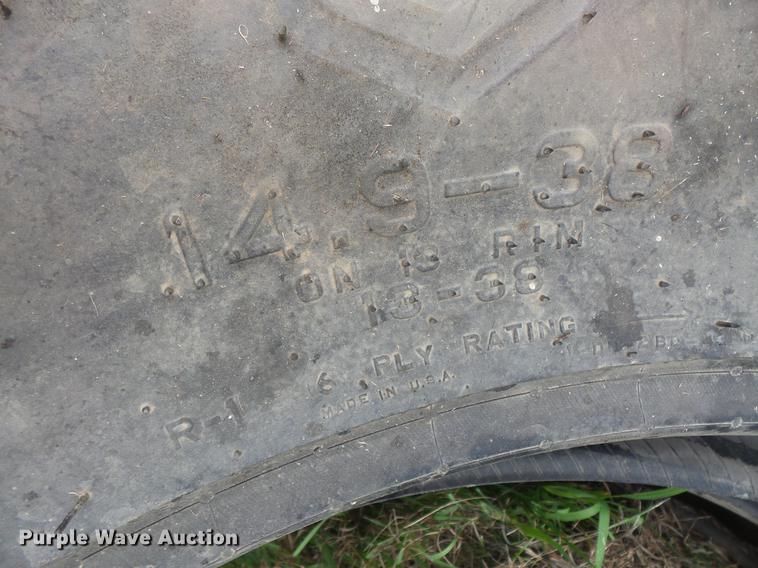 14.9-38
ON 13 RIM
13-38
6 PLY RATING
MADE IN U.S.A.
R-1
Purple Wave Auction